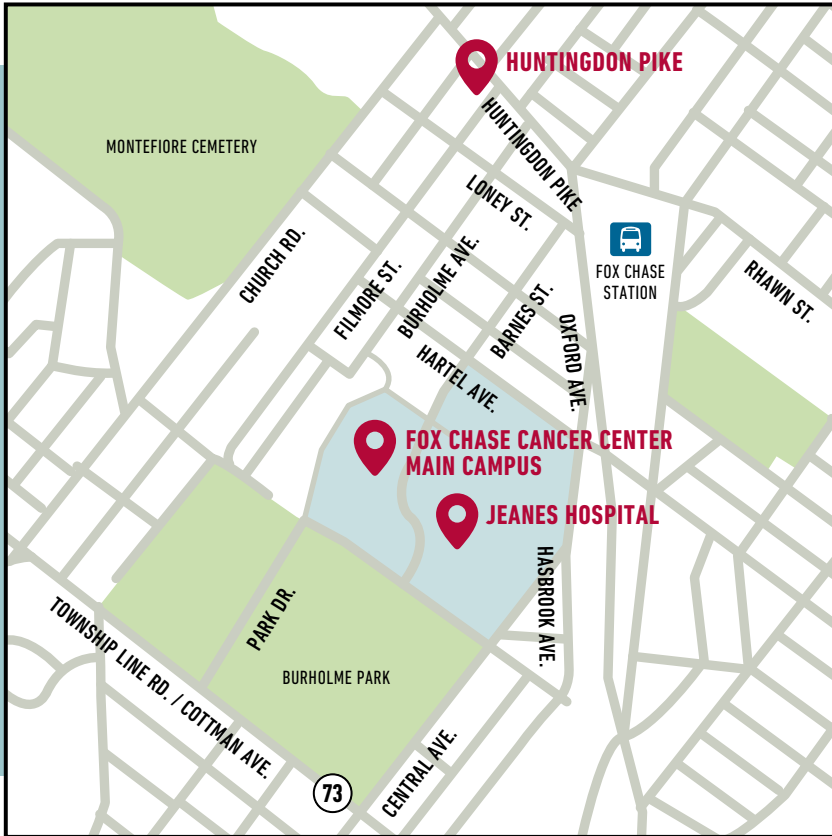 HUNTINGDON PIKE
HUNTINGDON PIKE
MONTEFIORE CEMETERY
LONEY ST.
CHURCH RD.
FILMORE ST.
BURHOLME AVE.
FOX CHASE
STATION
RHAWN ST.
BARNES ST.
OXFORD AVE.
HARTEL AVE.
FOX CHASE CANCER CENTER
MAIN CAMPUS
JEANES HOSPITAL
HASBROOK AVE.
PARK DR.
TOWNSHIP LINE RD. / COTTMAN AVE.
BURHOLME PARK
CENTRAL AVE.
73